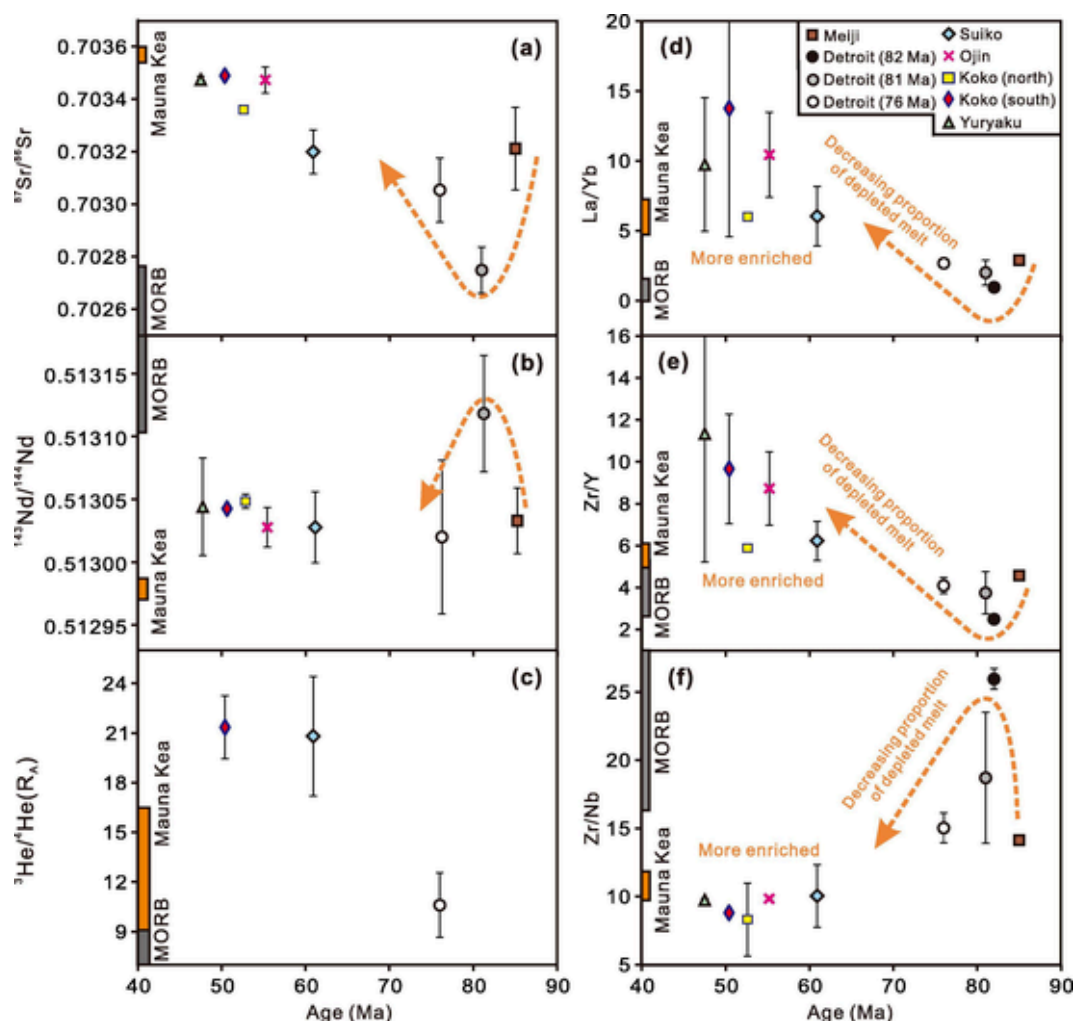 (a)
0.7036
0.7034
0.7032
0.7030
0.7028
0.7026
⁸⁷Sr/⁸⁶Sr
Mauna Kea
MORB
(b)
0.51315
0.51310
0.51305
0.51300
0.51295
¹⁴³Nd/¹⁴⁴Nd
MORB
Mauna Kea
(c)
24
21
18
15
12
9
³He/⁴He(R_A)
Mauna Kea
MORB
40 50 60 70 80 90
Age (Ma)
(d)
20
15
10
5
0
La/Yb
Mauna Kea
MORB
Meiji
Detroit (82 Ma)
Detroit (81 Ma)
Detroit (76 Ma)
Suiko
Ojin
Koko (north)
Koko (south)
Yuryaku
Decreasing proportion
of depleted melt
More enriched
(e)
16
14
12
10
8
6
4
2
Zr/Y
Mauna Kea
MORB
Decreasing proportion
of depleted melt
More enriched
(f)
25
20
15
10
5
Zr/Nb
MORB
Mauna Kea
Decreasing proportion
of depleted melt
More enriched
40 50 60 70 80 90
Age (Ma)